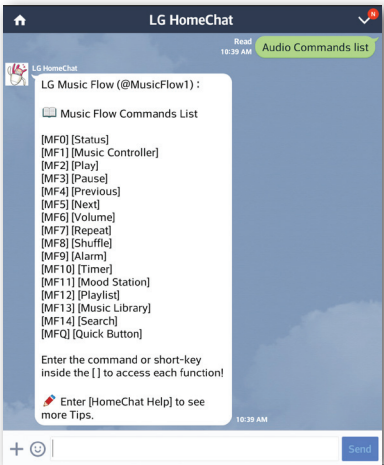 LG HomeChat
N
Read
10:39 AM
Audio Commands list
LG HomeChat
LG Music Flow (@MusicFlow1) :
Music Flow Commands List
[MF0] [Status]
[MF1] [Music Controller]
[MF2] [Play]
[MF3] [Pause]
[MF4] [Previous]
[MF5] [Next]
[MF6] [Volume]
[MF7] [Repeat]
[MF8] [Shuffle]
[MF9] [Alarm]
[MF10] [Timer]
[MF11] [Mood Station]
[MF12] [Playlist]
[MF13] [Music Library]
[MF14] [Search]
[MFQ] [Quick Button]
Enter the command or short-key
inside the [ ] to access each function!
Enter [HomeChat Help] to see
more Tips.
10:39 AM
Send